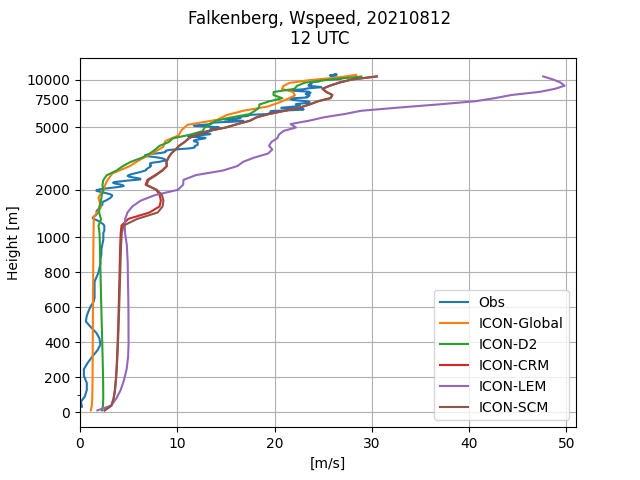 Falkenberg, Wspeed, 20210812
12 UTC
Height [m]
10000
7500
5000
2000
1000
800
600
400
200
0
Obs
ICON-Global
ICON-D2
ICON-CRM
ICON-LEM
ICON-SCM
0 10 20 30 40 50
[m/s]